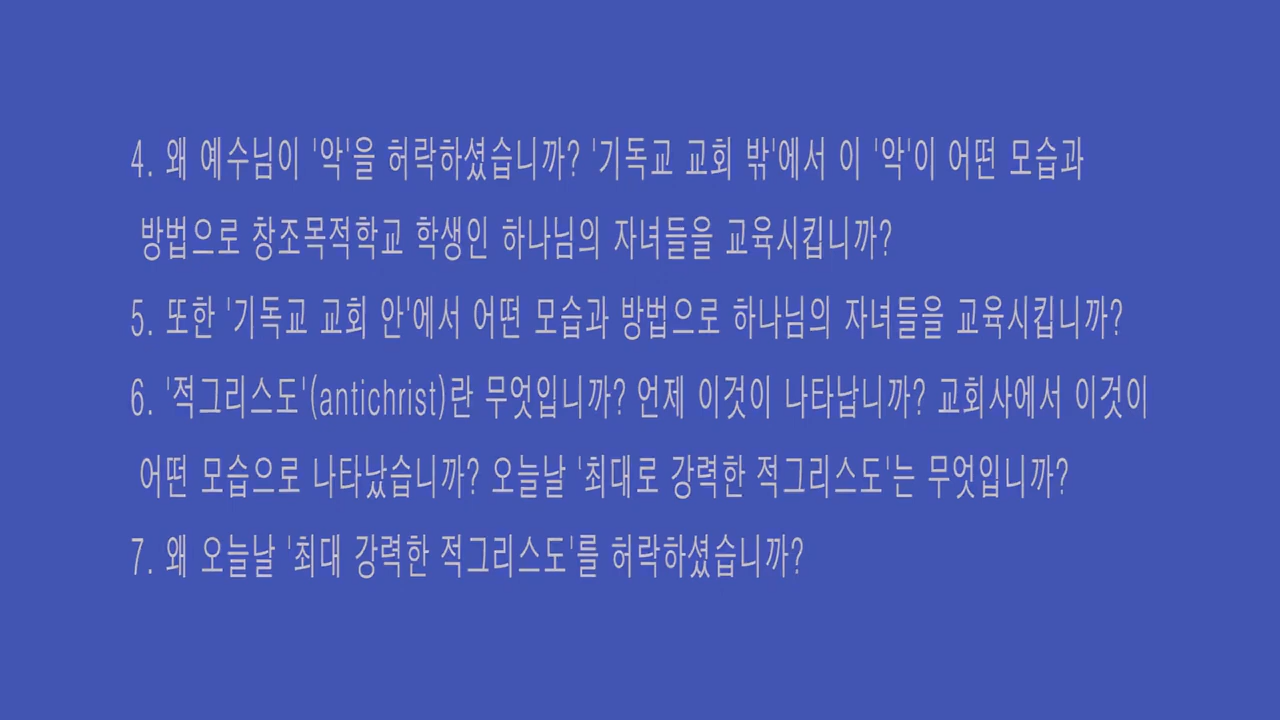 4. 왜 예수님이 '악'을 허락하셨습니까? '기독교 교회 밖'에서 이 '악'이 어떤 모습과
방법으로 창조목적학교 학생인 하나님의 자녀들을 교육시킵니까?
5. 또한 '기독교 교회 안'에서 어떤 모습과 방법으로 하나님의 자녀들을 교육시킵니까?
6. '적그리스도'(antichrist)란 무엇입니까? 언제 이것이 나타납니까? 교회사에서 이것이
어떤 모습으로 나타났습니까? 오늘날 '최대로 강력한 적그리스도'는 무엇입니까?
7. 왜 오늘날 '최대 강력한 적그리스도'를 허락하셨습니까?